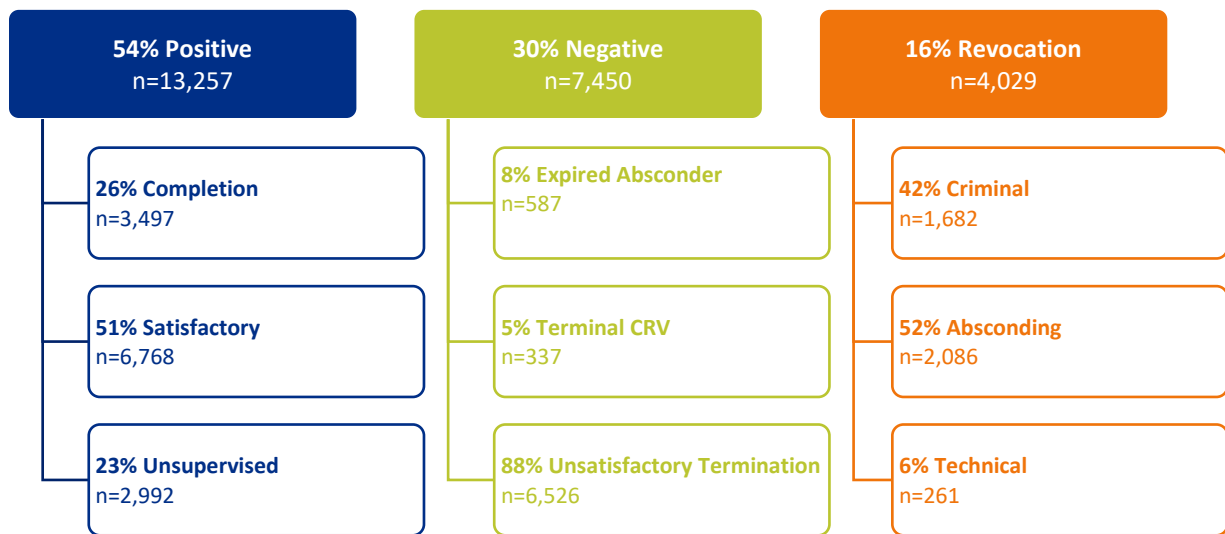 54% Positive
n=13,257
26% Completion
n=3,497
51% Satisfactory
n=6,768
23% Unsupervised
n=2,992
30% Negative
n=7,450
8% Expired Absconder
n=587
5% Terminal CRV
n=337
88% Unsatisfactory Termination
n=6,526
16% Revocation
n=4,029
42% Criminal
n=1,682
52% Absconding
n=2,086
6% Technical
n=261